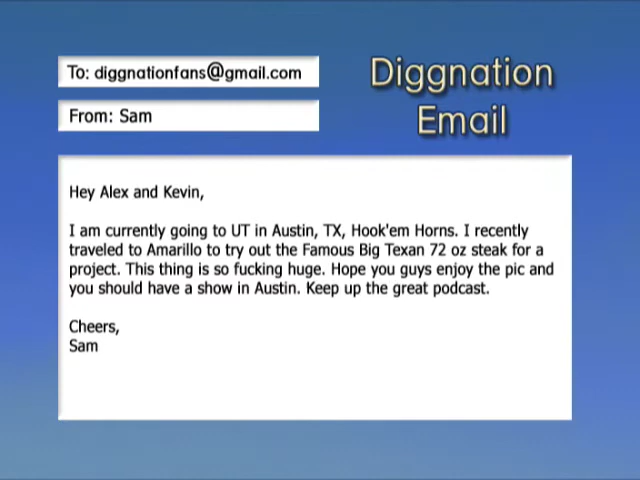 To: diggnationfans@gmail.com
Diggnation
Email
From: Sam
Hey Alex and Kevin,
I am currently going to UT in Austin, TX, Hook'em Horns. I recently
traveled to Amarillo to try out the Famous Big Texan 72 oz steak for a
project. This thing is so fucking huge. Hope you guys enjoy the pic and
you should have a show in Austin. Keep up the great podcast.
Cheers,
Sam